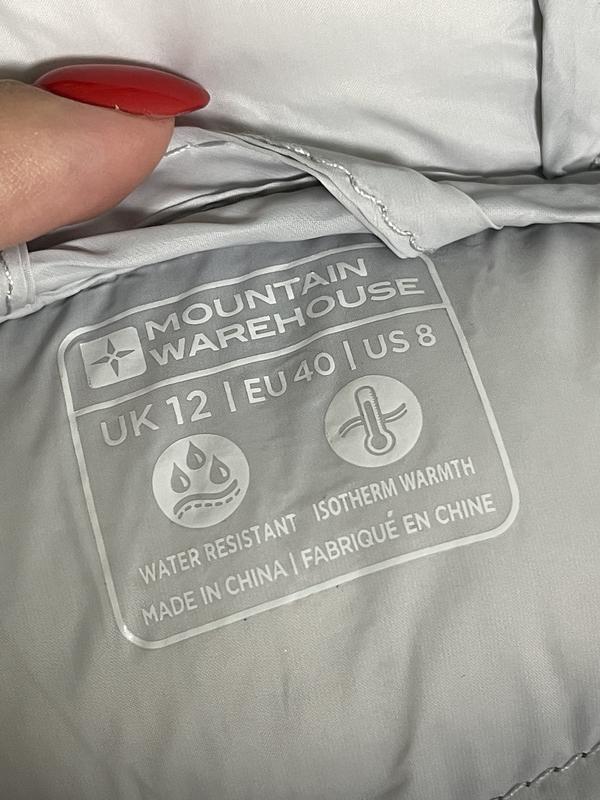 MOUNTAIN
WAREHOUSE
UK 12 | EU 40 | US 8
WATER RESISTANT ISOTHERM WARMTH
MADE IN CHINA | FABRIQUÉ EN CHINE